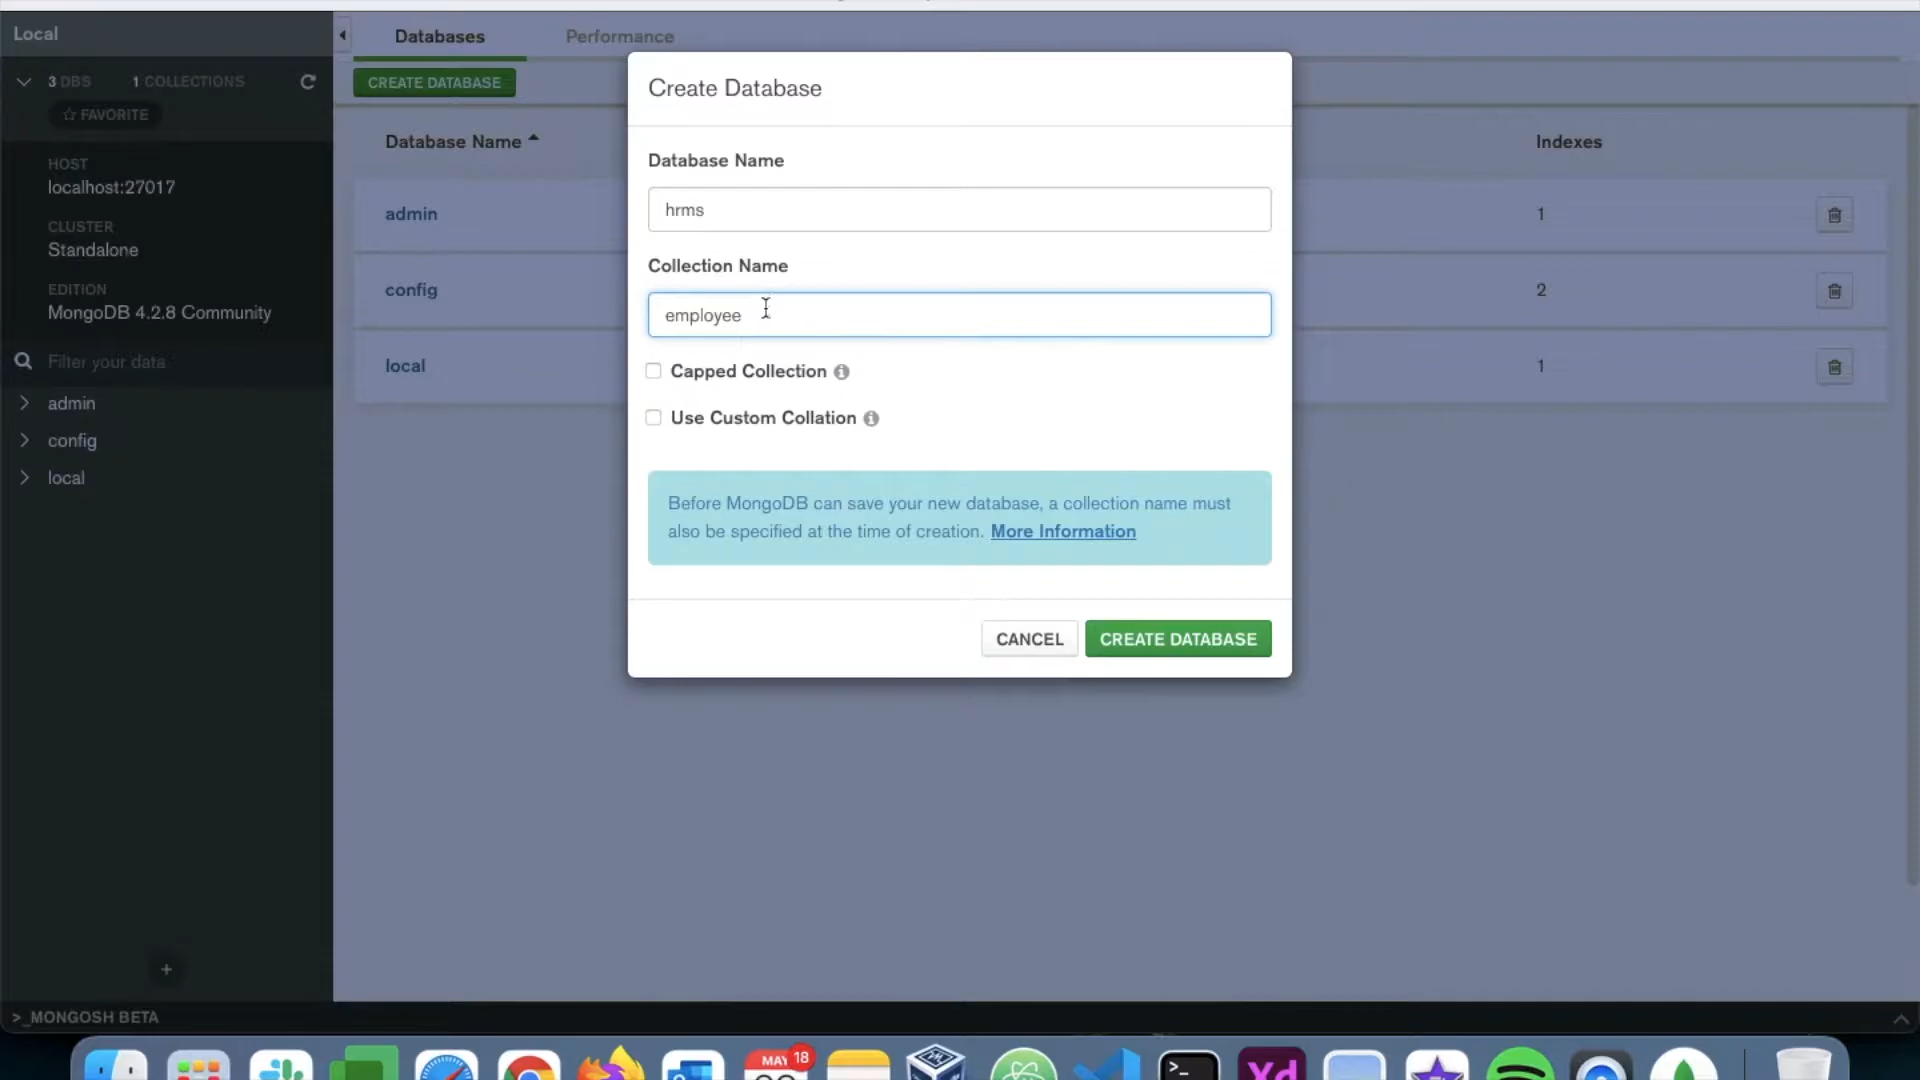 Local
Databases
Performance
3 DBS
1 COLLECTIONS
FAVORITE
CREATE DATABASE
HOST
localhost:27017
CLUSTER
Standalone
EDITION
MongoDB 4.2.8 Community
Filter your data
admin
config
local
Database Name
Indexes
admin
1
config
2
local
1
Create Database
Database Name
hrms
Collection Name
employee
Capped Collection
Use Custom Collation
Before MongoDB can save your new database, a collection name must
also be specified at the time of creation. More Information
CANCEL
CREATE DATABASE
+
>_MONGOSH BETA
MAY
18
>_
Xd